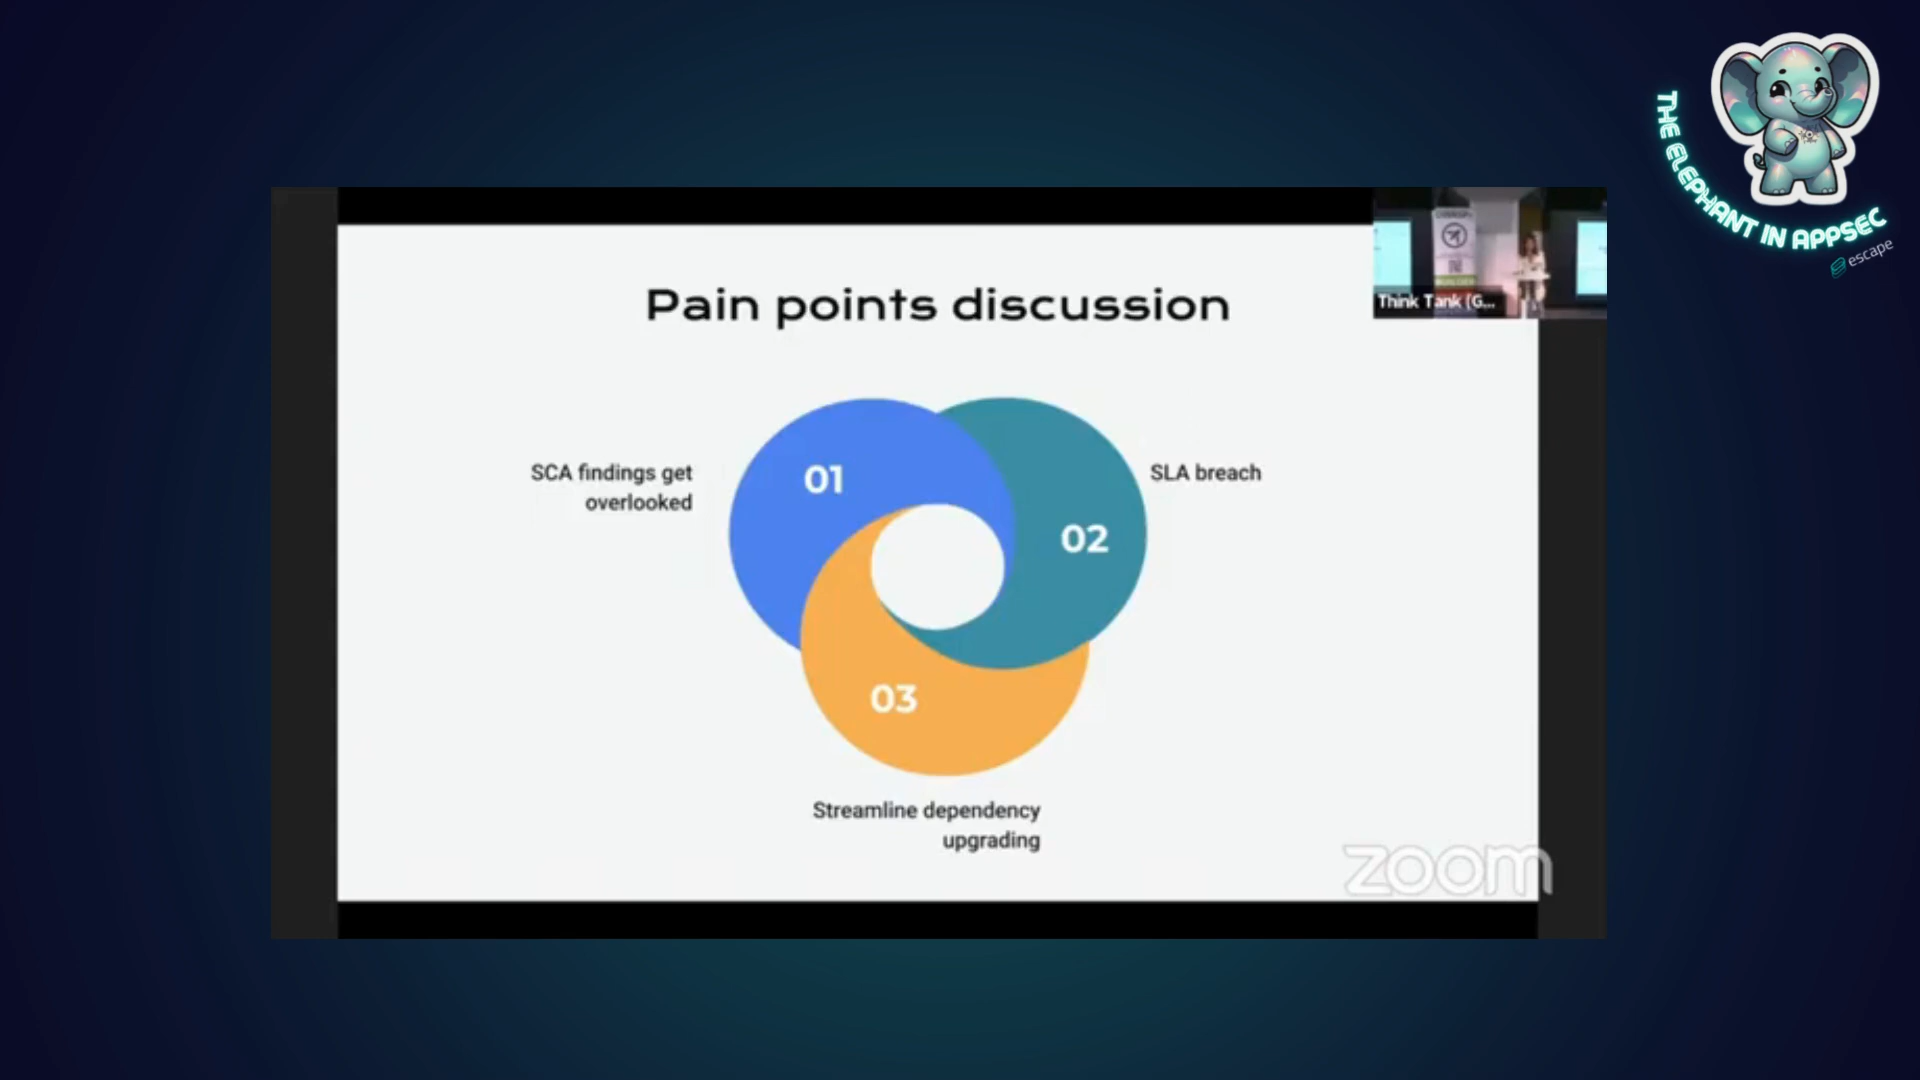 THE ELEPHANT IN APPSEC
escape
Think Tank (G...
Pain points discussion
01
SCA findings get
overlooked
02
SLA breach
03
Streamline dependency
upgrading
zoom